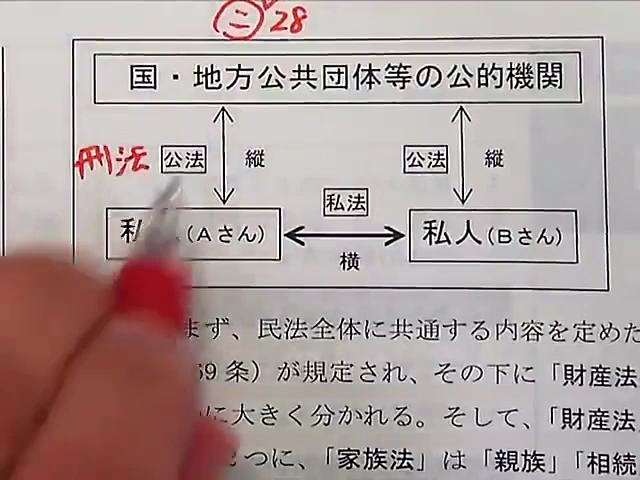 ㊁28
国・地方公共団体等の公的機関
刑法 公法 縦 公法 縦
私法
(Aさん) 私人(Bさん)
横
まず、民法全体に共通する内容を定めた
条)が規定され、その下に「財産法
に大きく分かれる。そして、「財産法
つに、「家族法」は「親族」「相続